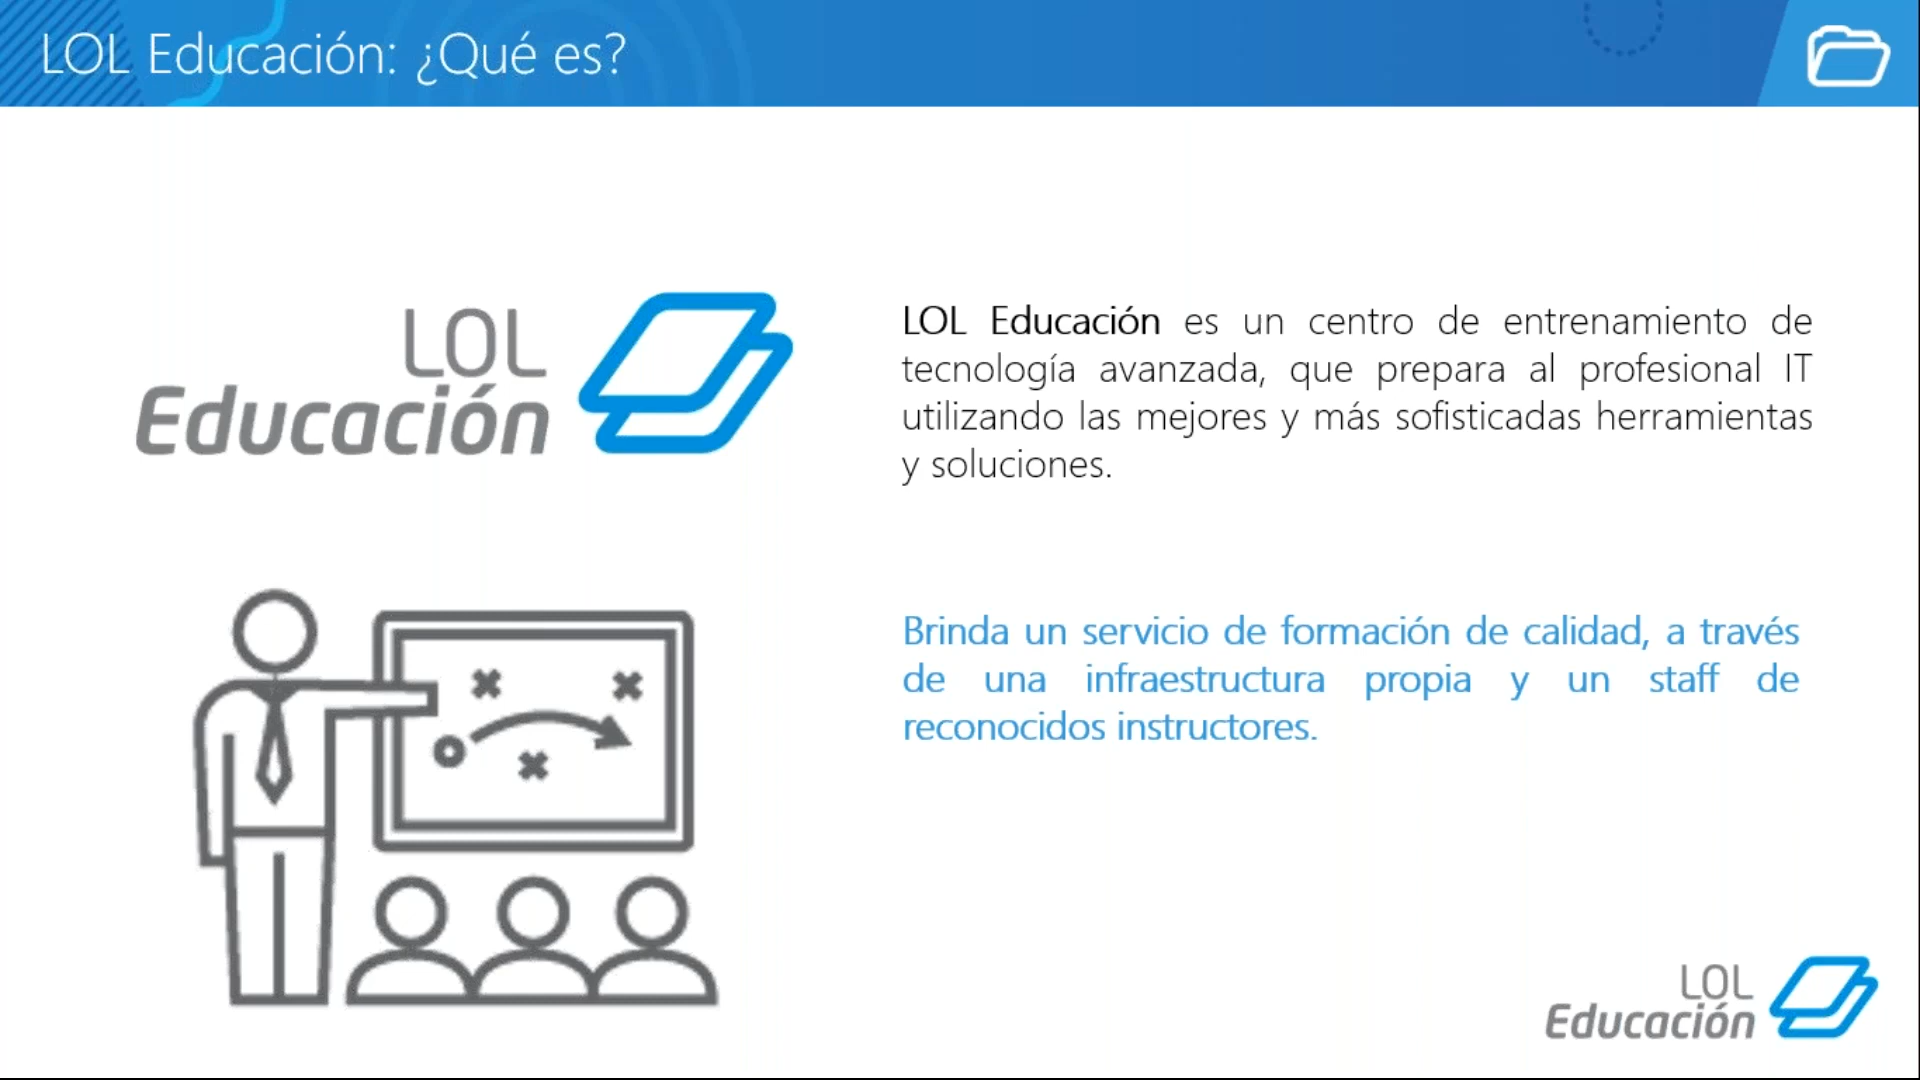 LOL Educación: ¿Qué es?
LOL
Educación
LOL Educación es un centro de entrenamiento de
tecnología avanzada, que prepara al profesional IT
utilizando las mejores y más sofisticadas herramientas
y soluciones.
Brinda un servicio de formación de calidad, a través
de una infraestructura propia y un staff de
reconocidos instructores.
LOL
Educación